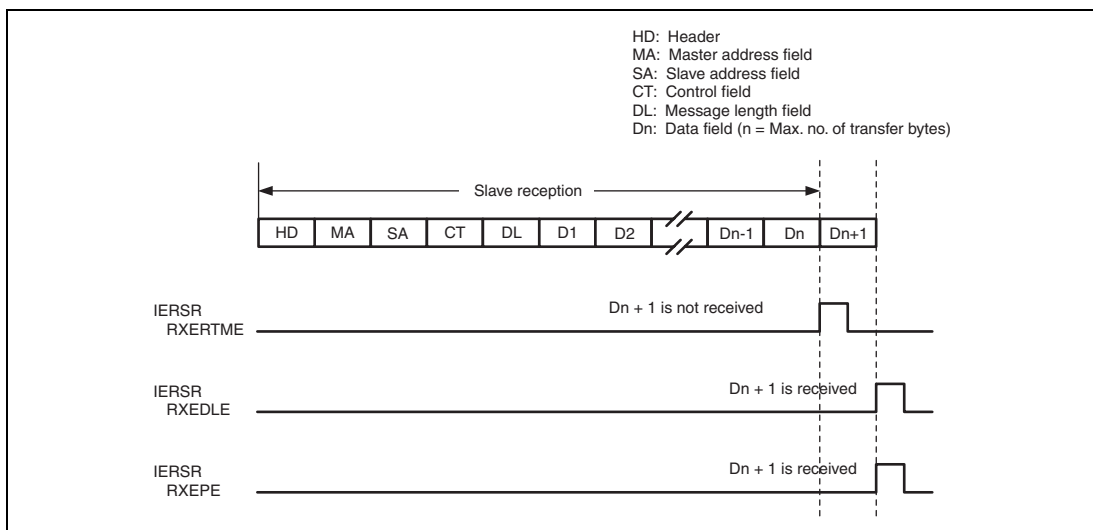 HD: Header
MA: Master address field
SA: Slave address field
CT: Control field
DL: Message length field
Dn: Data field (n = Max. no. of transfer bytes)
Slave reception
HD MA SA CT DL D1 D2 Dn-1 Dn Dn+1
IERSR
RXERTME
Dn + 1 is not received
IERSR
RXEDLE
Dn + 1 is received
IERSR
RXEPE
Dn + 1 is received